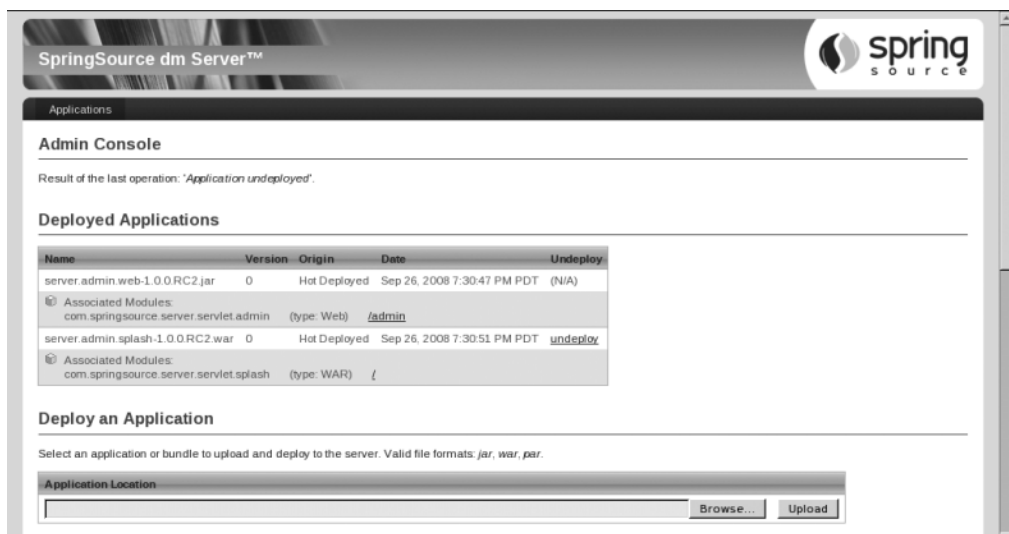 SpringSource dm Server™
spring
source
Applications
Admin Console
Result of the last operation: 'Application undeployed'.
Deployed Applications
Name Version Origin Date Undeploy
server.admin.web-1.0.0.RC2.jar 0 Hot Deployed Sep 26, 2008 7:30:47 PM PDT (N/A)
Associated Modules:
com.springsource.server.servlet.admin (type: Web) /admin
server.admin.splash-1.0.0.RC2.war 0 Hot Deployed Sep 26, 2008 7:30:51 PM PDT undeploy
Associated Modules:
com.springsource.server.servlet.splash (type: WAR) /
Deploy an Application
Select an application or bundle to upload and deploy to the server. Valid file formats: jar, war, par.
Application Location
Browse... Upload